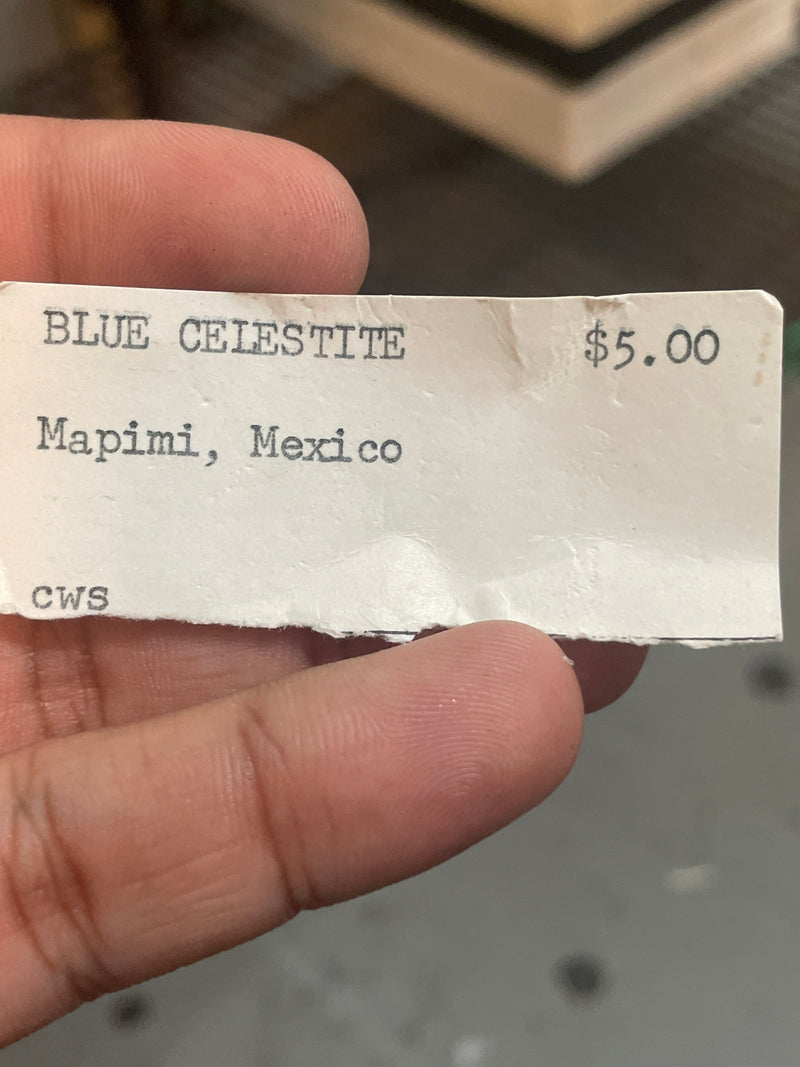 BLUE CELESTITE $5.00
Mapimi, Mexico
CWS